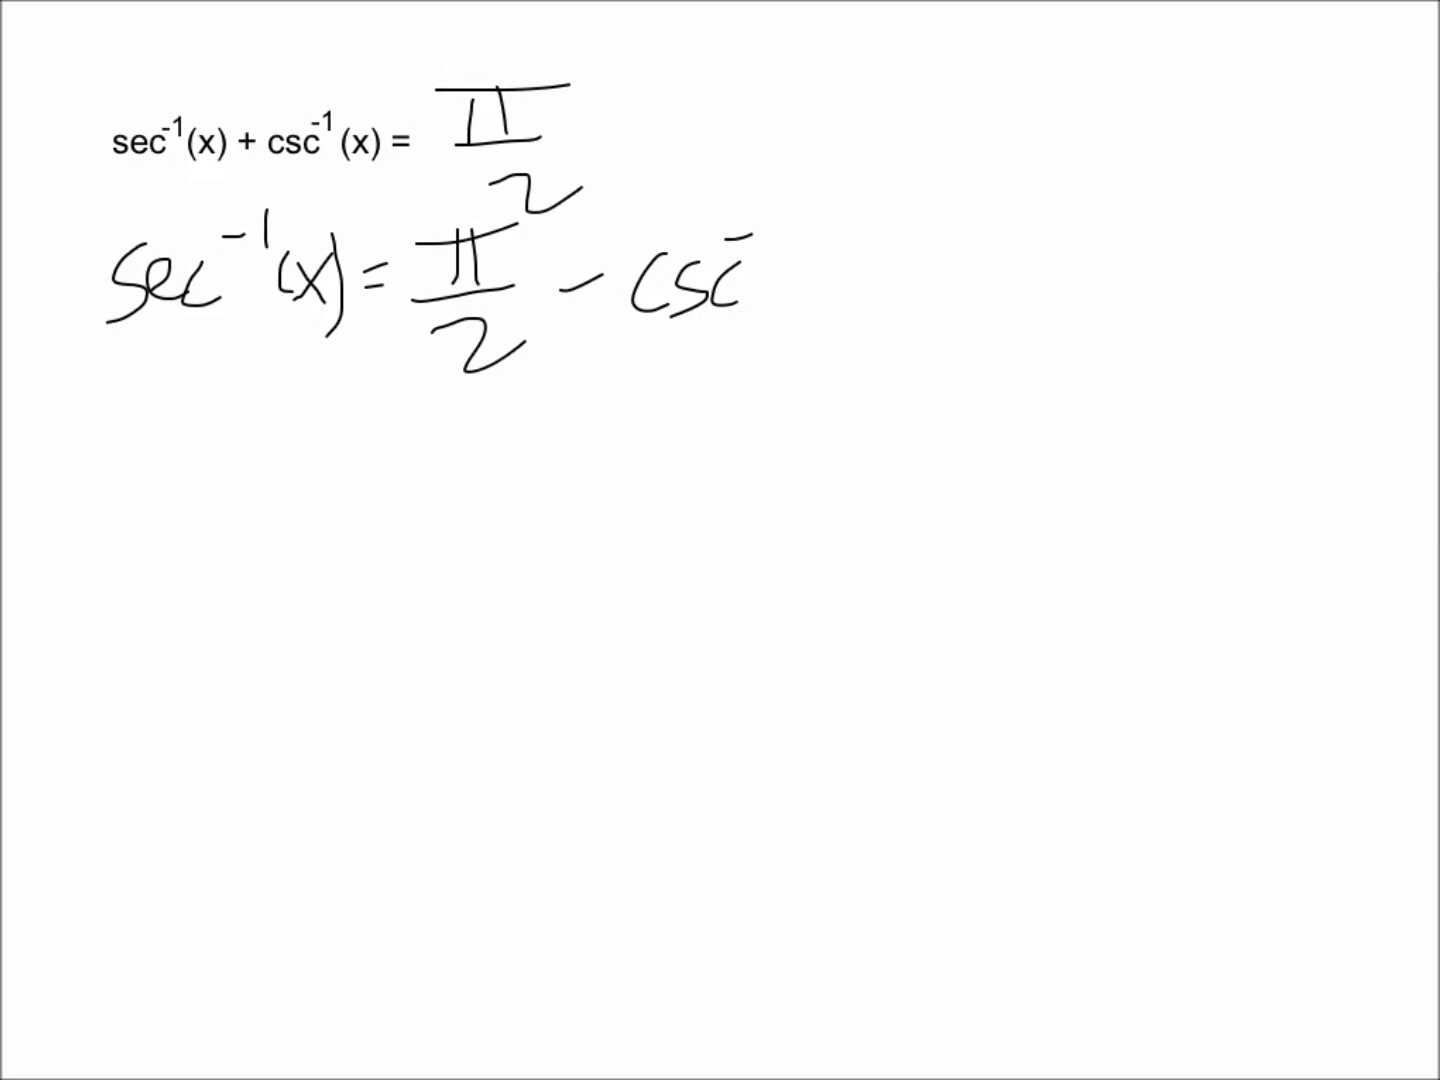 sec⁻¹(x) + csc⁻¹(x) = π/2
sec⁻¹(x) = π/2 - csc⁻